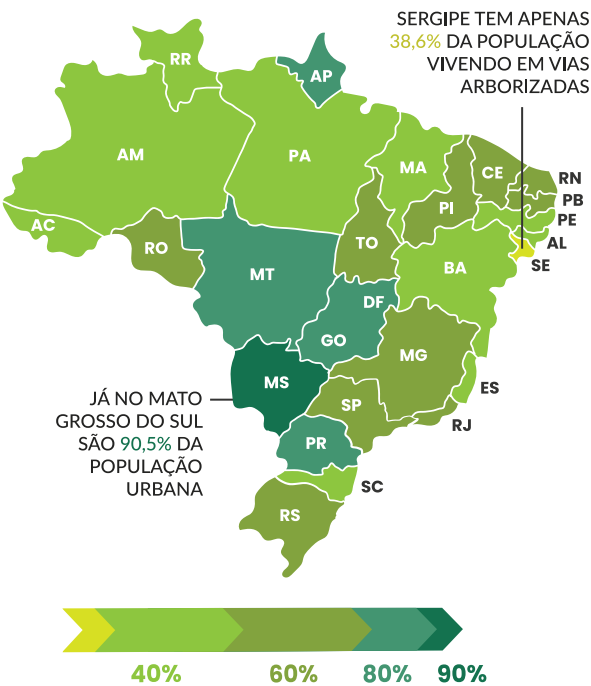 SERGIPE TEM APENAS
38,6% DA POPULAÇÃO
VIVENDO EM VIAS
ARBORIZADAS
RR
AP
AM
PA
MA
CE
RN
PB
PE
AL
SE
PI
AC
RO
TO
BA
MT
DF
GO
MG
MS
ES
SP
RJ
PR
SC
RS
JÁ NO MATO
GROSSO DO SUL
SÃO 90,5% DA
POPULAÇÃO
URBANA
40%
60%
80%
90%